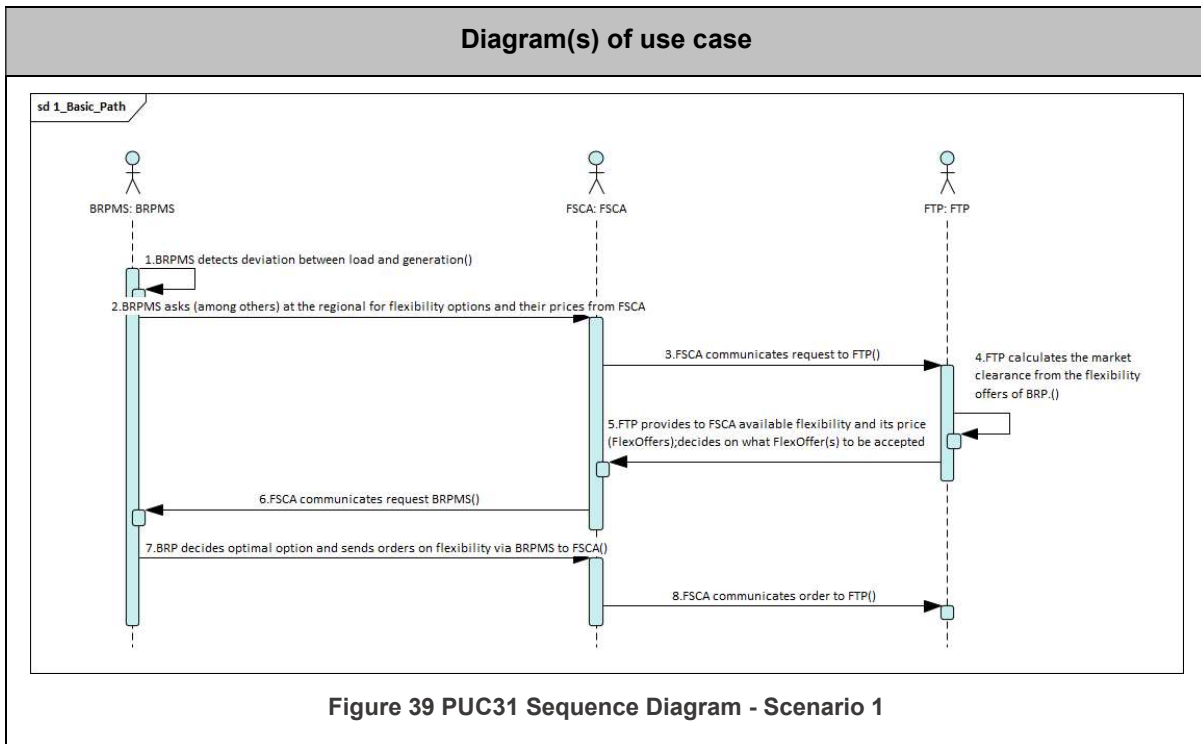 Diagram(s) of use case
sd 1_Basic_Path
BRPMS: BRPMS
FSCA: FSCA
FTP: FTP
1.BRPMS detects deviation between load and generation()
2.BRPMS asks (among others) at the regional for flexibility options and their prices from FSCA
3.FSCA communicates request to FTP()
4.FTP calculates the market
clearance from the flexibility
offers of BRP.()
5.FTP provides to FSCA available flexibility and its price
(FlexOffers);decides on what FlexOffer(s) to be accepted
6.FSCA communicates request BRPMS()
7.BRP decides optimal option and sends orders on flexibility via BRPMS to FSCA()
8.FSCA communicates order to FTP()
Figure 39 PUC31 Sequence Diagram - Scenario 1